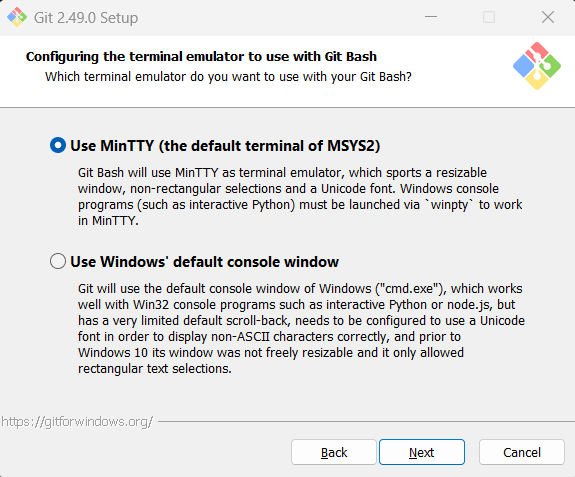 Git 2.49.0 Setup
Configuring the terminal emulator to use with Git Bash
Which terminal emulator do you want to use with your Git Bash?
Use MinTTY (the default terminal of MSYS2)
Git Bash will use MinTTY as terminal emulator, which sports a resizable
window, non-rectangular selections and a Unicode font. Windows console
programs (such as interactive Python) must be launched via `winpty` to work
in MinTTY.
Use Windows' default console window
Git will use the default console window of Windows ("cmd.exe"), which works
well with Win32 console programs such as interactive Python or node.js, but
has a very limited default scroll-back, needs to be configured to use a Unicode
font in order to display non-ASCII characters correctly, and prior to
Windows 10 its window was not freely resizable and it only allowed
rectangular text selections.
https://gitforwindows.org/
Back Next Cancel